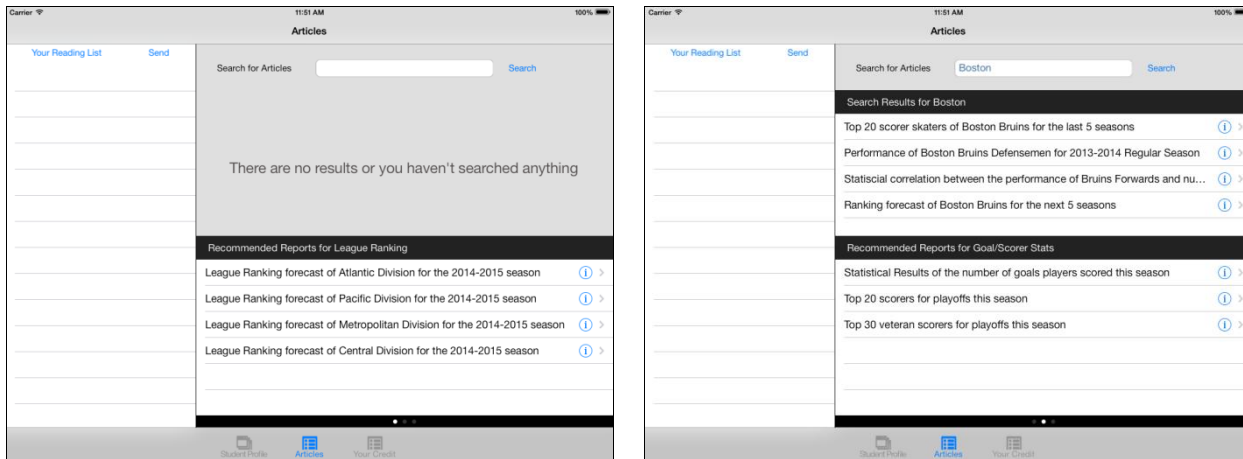 Carrier 11:51 AM 100%
Articles
Your Reading List Send
Search for Articles Search
There are no results or you haven't searched anything
Recommended Reports for League Ranking
League Ranking forecast of Atlantic Division for the 2014-2015 season
League Ranking forecast of Pacific Division for the 2014-2015 season
League Ranking forecast of Metropolitan Division for the 2014-2015 season
League Ranking forecast of Central Division for the 2014-2015 season
Student Profile Articles Your Credit
Carrier 11:51 AM 100%
Articles
Your Reading List Send
Search for Articles Boston Search
Search Results for Boston
Top 20 scorer skaters of Boston Bruins for the last 5 seasons
Performance of Boston Bruins Defensemen for 2013-2014 Regular Season
Statiscial correlation between the performance of Bruins Forwards and nu...
Ranking forecast of Boston Bruins for the next 5 seasons
Recommended Reports for Goal/Scorer Stats
Statistical Results of the number of goals players scored this season
Top 20 scorers for playoffs this season
Top 30 veteran scorers for playoffs this season
Student Profile Articles Your Credit